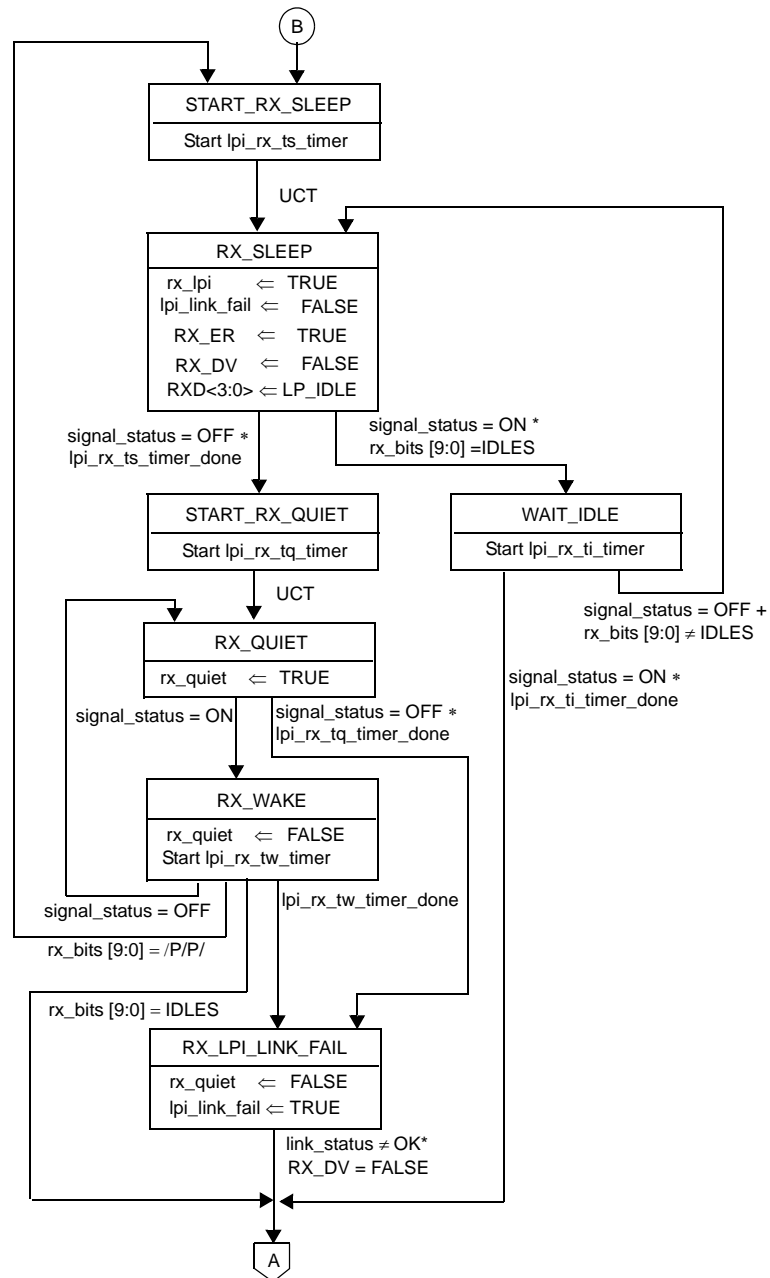 B
START_RX_SLEEP
Start lpi_rx_ts_timer
UCT
RX_SLEEP
rx_lpi ⇐ TRUE
lpi_link_fail ⇐ FALSE
RX_ER ⇐ TRUE
RX_DV ⇐ FALSE
RXD<3:0> ⇐ LP_IDLE
signal_status = OFF *
lpi_rx_ts_timer_done
signal_status = ON *
rx_bits [9:0] =IDLES
START_RX_QUIET
Start lpi_rx_tq_timer
WAIT_IDLE
Start lpi_rx_ti_timer
UCT
signal_status = OFF +
rx_bits [9:0] ≠ IDLES
RX_QUIET
rx_quiet ⇐ TRUE
signal_status = ON
signal_status = OFF *
lpi_rx_tq_timer_done
signal_status = ON *
lpi_rx_ti_timer_done
RX_WAKE
rx_quiet ⇐ FALSE
Start lpi_rx_tw_timer
signal_status = OFF
lpi_rx_tw_timer_done
rx_bits [9:0] = /P/P/
rx_bits [9:0] = IDLES
RX_LPI_LINK_FAIL
rx_quiet ⇐ FALSE
lpi_link_fail ⇐ TRUE
link_status ≠ OK*
RX_DV = FALSE
A